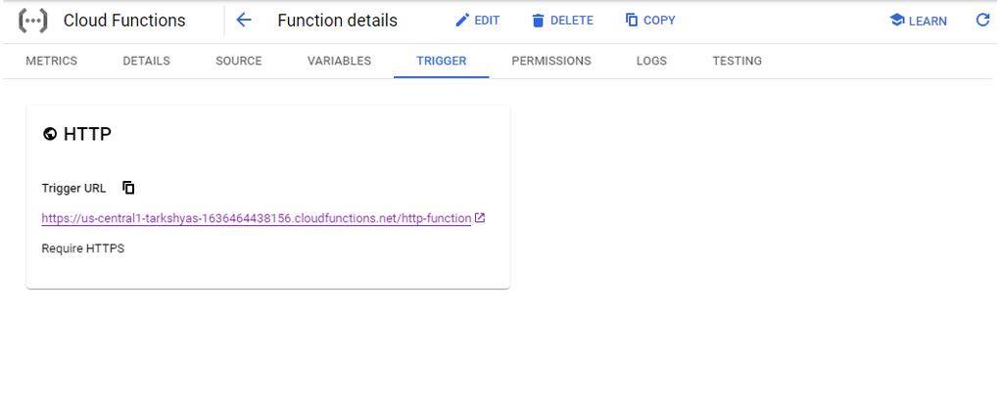 Cloud Functions Function details EDIT DELETE COPY LEARN
METRICS DETAILS SOURCE VARIABLES TRIGGER PERMISSIONS LOGS TESTING
HTTP
Trigger URL
https://us-central1-tarkshyas-1636464438156.cloudfunctions.net/http-function
Require HTTPS